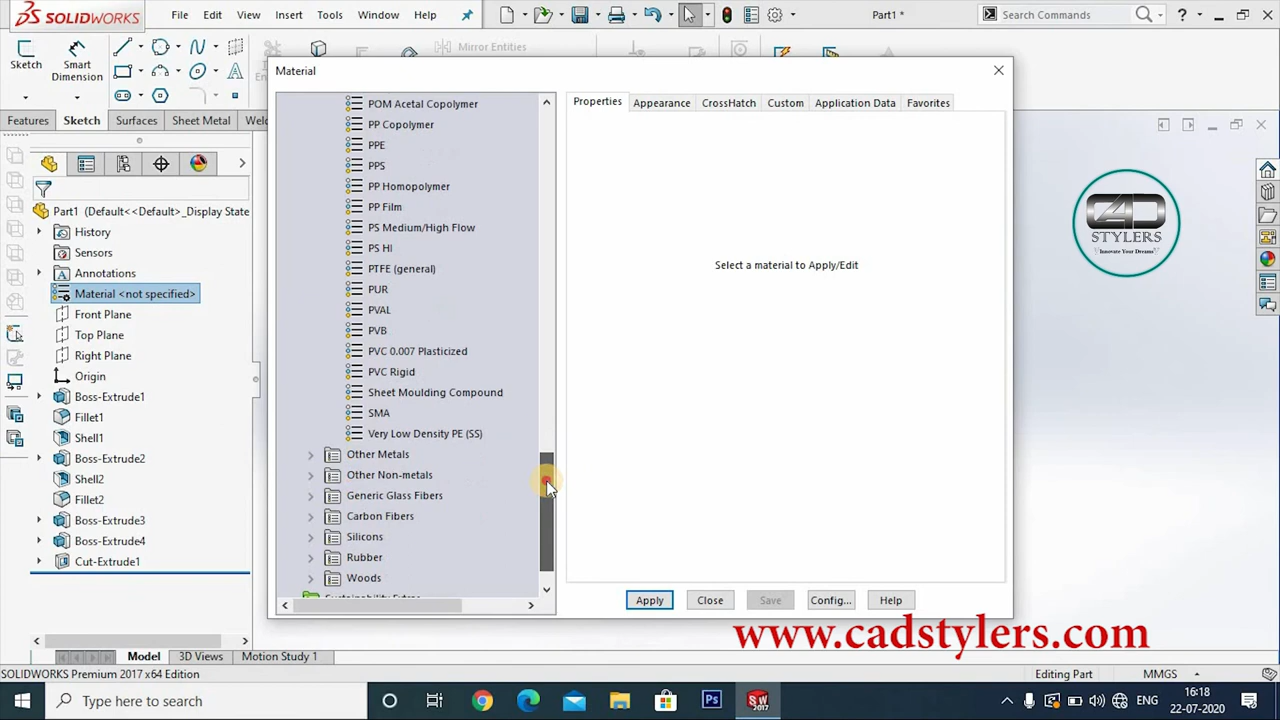 SOLIDWORKS
File Edit View Insert Tools Window Help
Part1 *
Search Commands
Sketch
Smart Dimension
Mirror Entities
Features Sketch Surfaces Sheet Metal
Part1 (Default<<Default>_Display State
History
Sensors
Annotations
Material <not specified>
Front Plane
Top Plane
Right Plane
Origin
Boss-Extrude1
Fillet1
Shell1
Boss-Extrude2
Shell2
Fillet2
Boss-Extrude3
Boss-Extrude4
Cut-Extrude1
Material
POM Acetal Copolymer
PP Copolymer
PPE
PPS
PP Homopolymer
PP Film
PS Medium/High Flow
PS HI
PTFE (general)
PUR
PVAL
PVB
PVC 0.007 Plasticized
PVC Rigid
Sheet Moulding Compound
SMA
Very Low Density PE (SS)
Other Metals
Other Non-metals
Generic Glass Fibers
Carbon Fibers
Silicons
Rubber
Woods
Properties Appearance CrossHatch Custom Application Data Favorites
Select a material to Apply/Edit
Apply Close Save Config... Help
CAD
STYLERS
Innovate Your Dreams
www.cadstylers.com
Model 3D Views Motion Study 1
SOLIDWORKS Premium 2017 x64 Edition
Editing Part
MMGS
Type here to search
Ps
SW
2017
ENG
16:18
22-07-2020